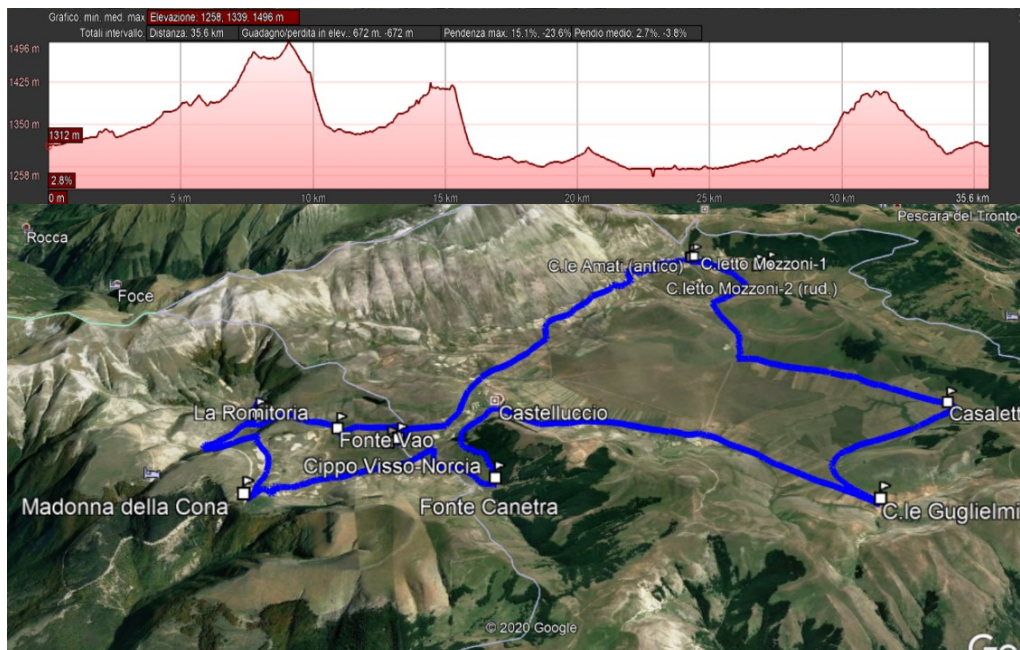 Grafico: min. med. max Elevazione: 1258, 1339, 1496 m
Totali intervallo: Distanza: 35.6 km Guadagno/perdita in elev.: 672 m, -672 m Pendenza max: 15.1%, -23.6% Pendio medio: 2.7%, -3.8%
1496 m
1425 m
1350 m
1312 m
1258 m
2.8%
0 m 5 km 10 km 15 km 20 km 25 km 30 km 35.6 km
Pescara del Tronto
Rocca
C.le Amati (antico) C.letto Mozzoni-1
Foce
C.letto Mozzoni-2 (rud.)
La Romitoria
Castelluccio
Casalett
Fonte Vao
Cippo Visso-Norcia
Madonna della Cona
Fonte Canetra
C.le Guglielmi
© 2020 Google
Go